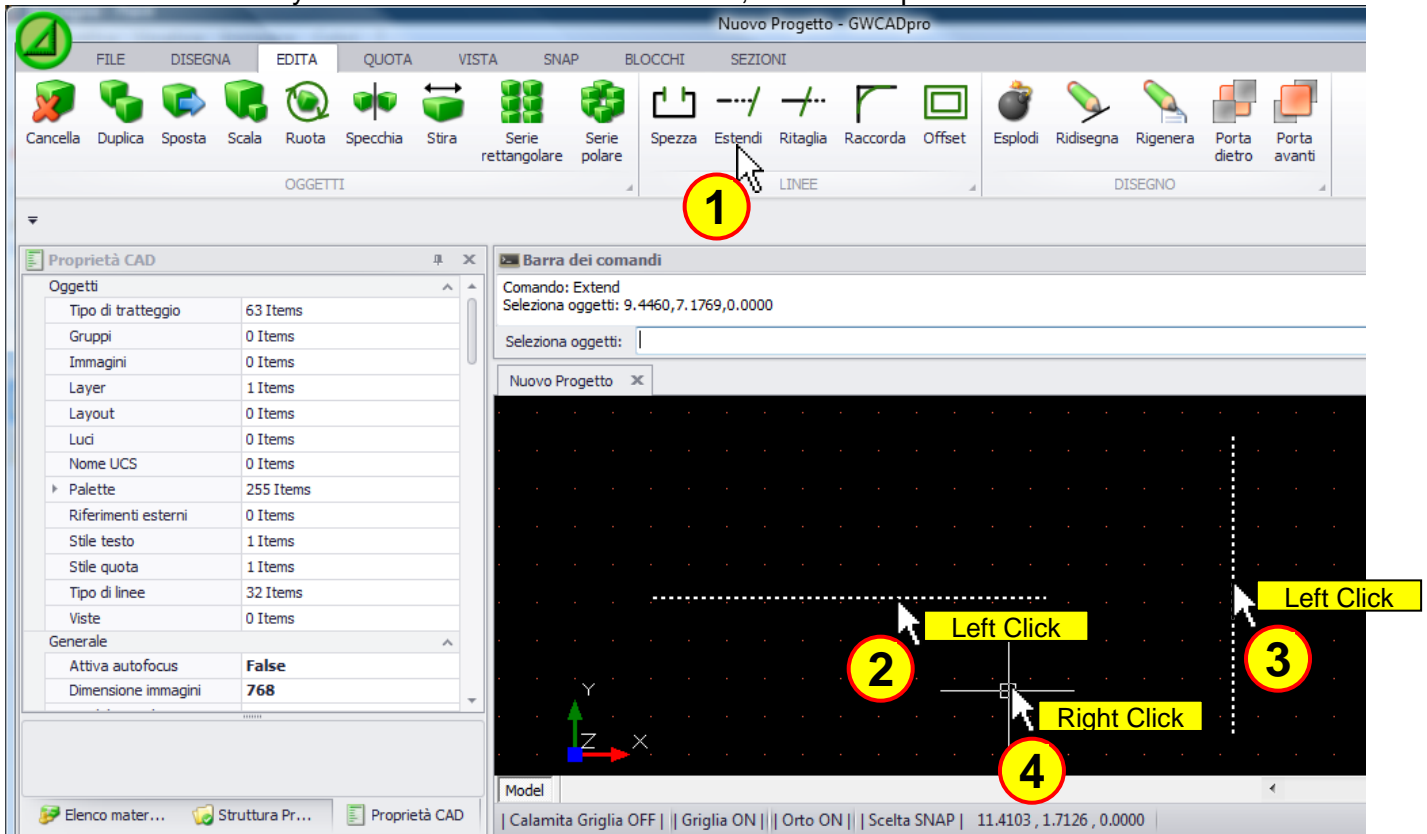 Nuovo Progetto - GWCADpro
FILE DISEGNA EDITA QUOTA VISTA SNAP BLOCCHI SEZIONI
Cancella Duplica Sposta Scala Ruota Specchia Stira Serie rettangolare Serie polare Spezza Estendi Ritaglia Raccorda Offset Esplodi Ridisegna Rigenera Porta dietro Porta avanti
OGGETTI LINEE DISEGNO
1
Proprietà CAD
Oggetti
Tipo di tratteggio 63 Items
Gruppi 0 Items
Immagini 0 Items
Layer 1 Items
Layout 0 Items
Luci 0 Items
Nome UCS 0 Items
Palette 255 Items
Riferimenti esterni 0 Items
Stile testo 1 Items
Stile quota 1 Items
Tipo di linee 32 Items
Viste 0 Items
Generale
Attiva autofocus False
Dimensione immagini 768
Elenco mater... Struttura Pr... Proprietà CAD
Barra dei comandi
Comando: Extend
Seleziona oggetti: 9.4460,7.1769,0.0000
Seleziona oggetti:
Nuovo Progetto
Left Click
2
Left Click
3
Right Click
4
Y
Z X
Model
| Calamita Griglia OFF | || Griglia ON | || Orto ON | || Scelta SNAP | 11.4103 , 1.7126 , 0.0000